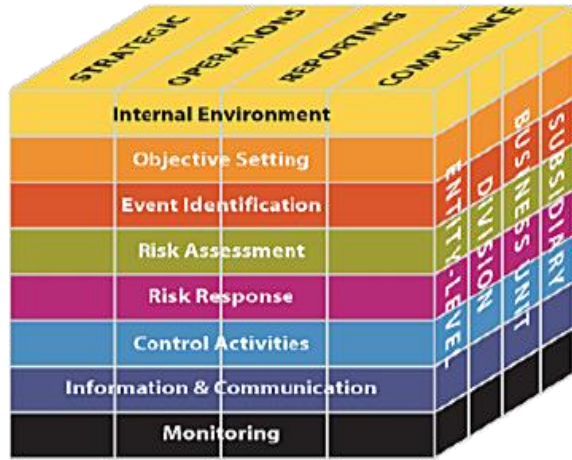 STRATEGIC
OPERATIONS
REPORTING
COMPLIANCE
Internal Environment
Objective Setting
Event Identification
Risk Assessment
Risk Response
Control Activities
Information & Communication
Monitoring
ENTITY-LEVEL
DIVISION
BUSINESS UNIT
SUBSIDIARY